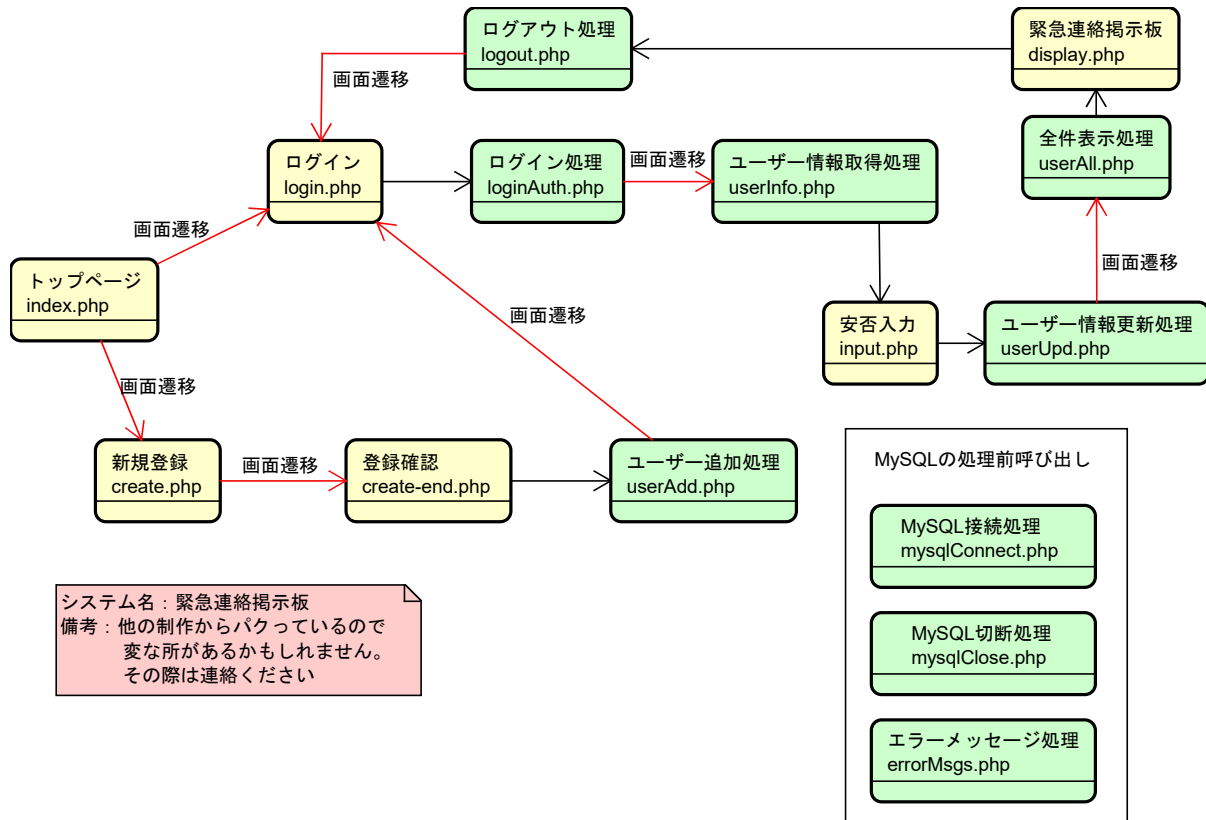 ログアウト処理
logout.php
緊急連絡掲示板
display.php
画面遷移
全件表示処理
userAll.php
ログイン
login.php
ログイン処理
loginAuth.php
画面遷移
ユーザー情報取得処理
userInfo.php
画面遷移
トップページ
index.php
画面遷移
画面遷移
安否入力
input.php
ユーザー情報更新処理
userUpd.php
画面遷移
新規登録
create.php
画面遷移
登録確認
create-end.php
ユーザー追加処理
userAdd.php
MySQLの処理前呼び出し
MySQL接続処理
mysqlConnect.php
MySQL切断処理
mysqlClose.php
エラーメッセージ処理
errorMsgs.php
システム名：緊急連絡掲示板
備考：他の制作からパクっているので
変な所があるかもしれません。
その際は連絡ください